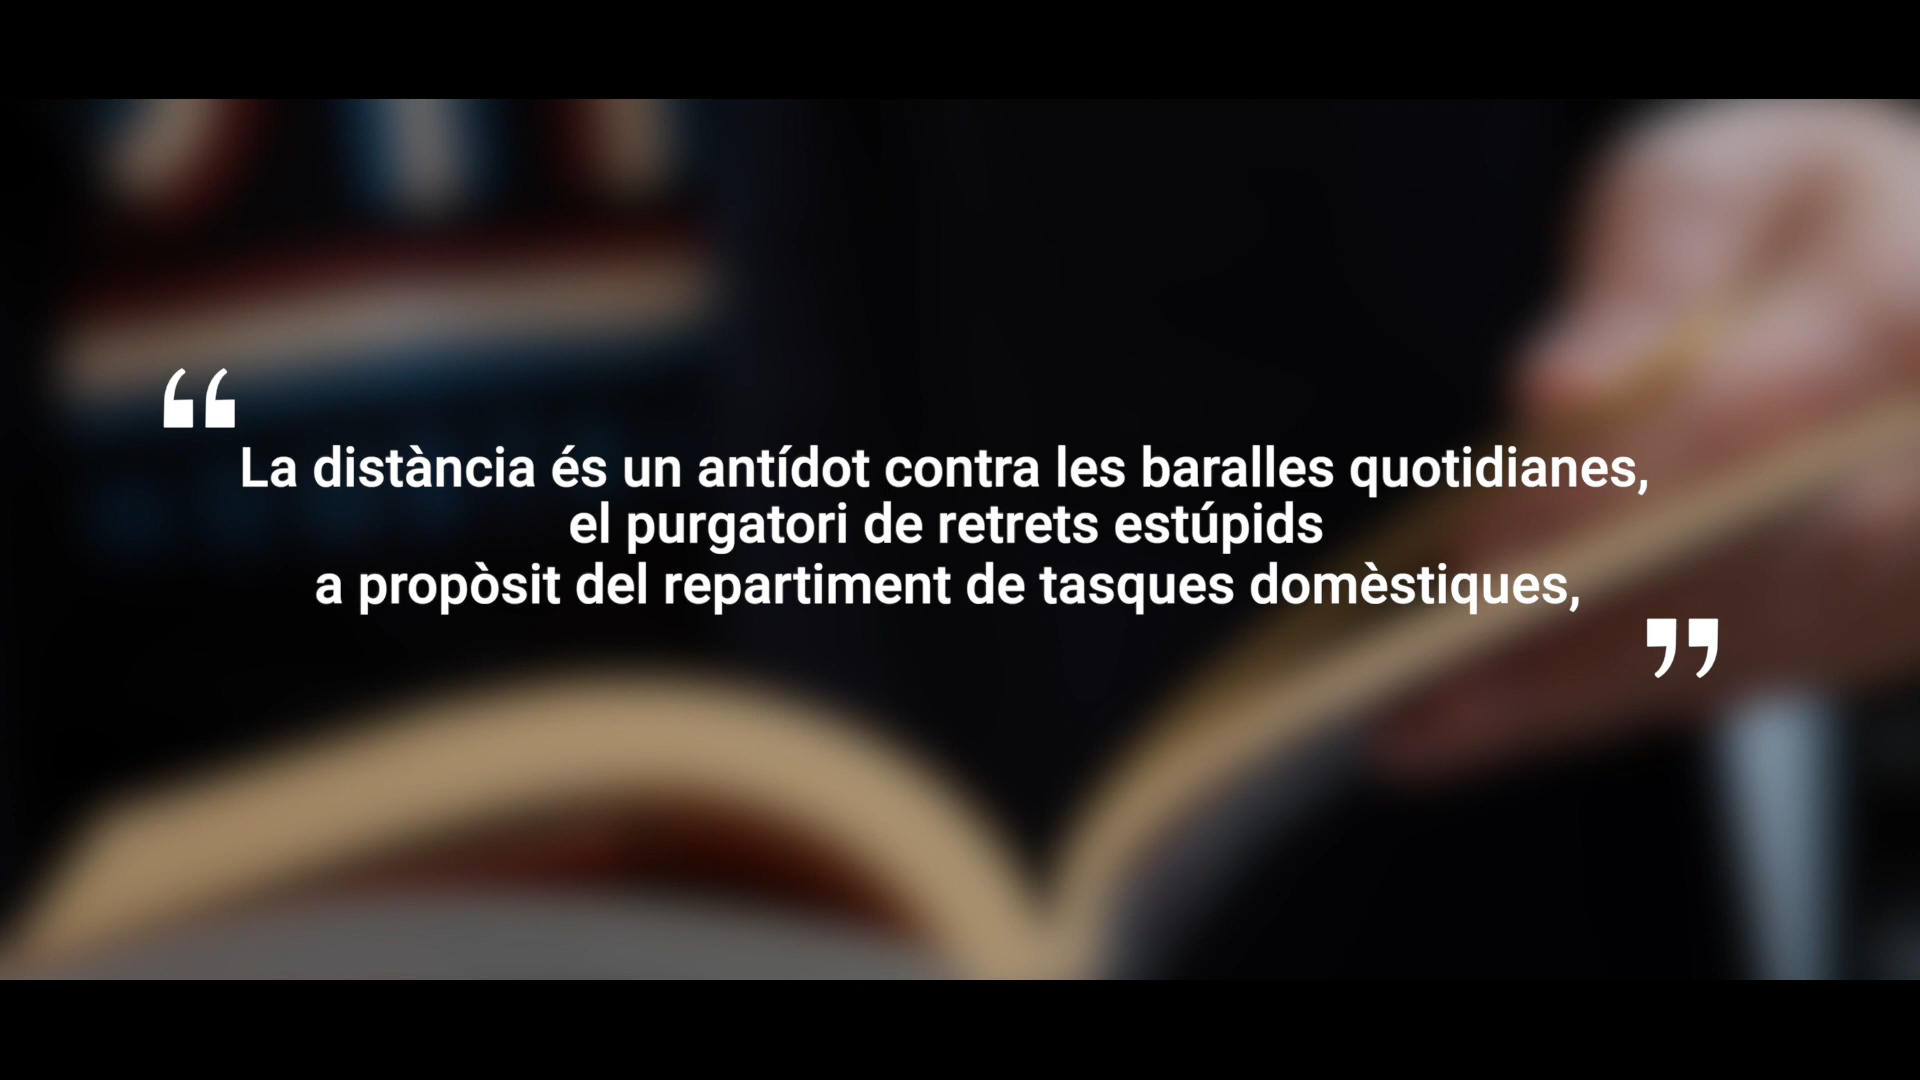 “
La distància és un antídot contra les baralles quotidianes,
el purgatori de retrets estúpids
a propòsit del repartiment de tasques domèstiques,
”